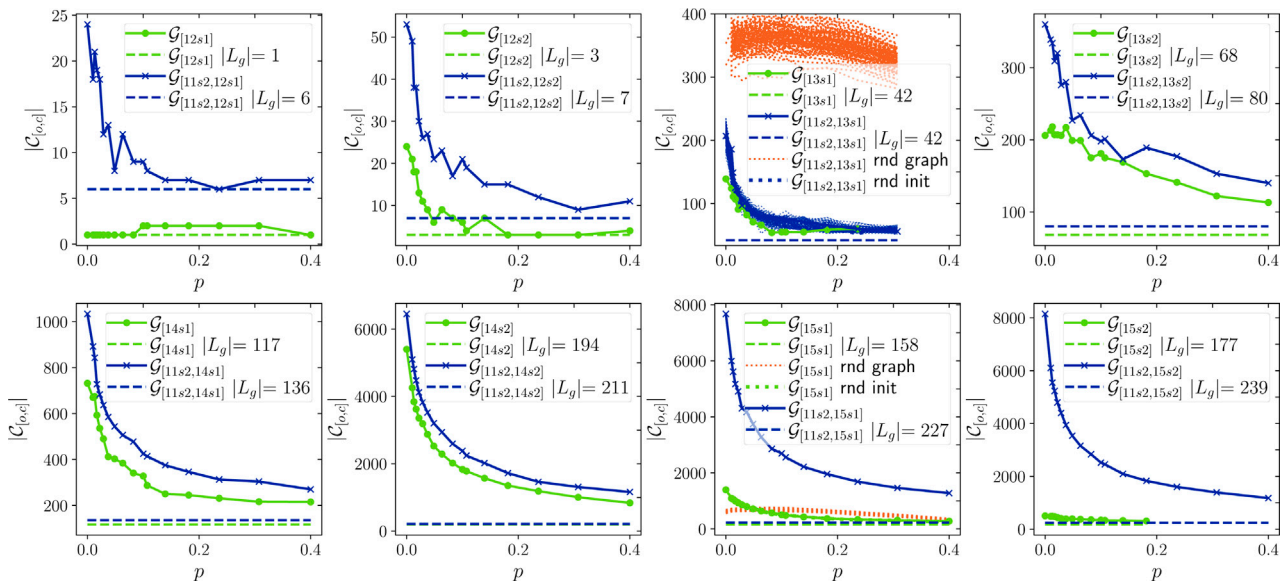 25
20
15
10
5
0
|𝒞[o,c]|
0.0
0.2
0.4
p
𝒢[12s1]
𝒢[12s1] |Lg|= 1
𝒢[11s2,12s1]
𝒢[11s2,12s1] |Lg|= 6
50
40
30
20
10
|𝒞[o,c]|
0.0
0.2
0.4
p
𝒢[12s2]
𝒢[12s2] |Lg|= 3
𝒢[11s2,12s2]
𝒢[11s2,12s2] |Lg|= 7
400
300
200
100
|𝒞[o,c]|
0.0
0.2
0.4
p
𝒢[13s1]
𝒢[13s1] |Lg|= 42
𝒢[11s2,13s1]
𝒢[11s2,13s1] |Lg|= 42
𝒢[11s2,13s1] rnd graph
𝒢[11s2,13s1] rnd init
300
200
100
|𝒞[o,c]|
0.0
0.2
0.4
p
𝒢[13s2]
𝒢[13s2] |Lg|= 68
𝒢[11s2,13s2]
𝒢[11s2,13s2] |Lg|= 80
1000
800
600
400
200
|𝒞[o,c]|
0.0
0.2
0.4
p
𝒢[14s1]
𝒢[14s1] |Lg|= 117
𝒢[11s2,14s1]
𝒢[11s2,14s1] |Lg|= 136
6000
4000
2000
0
|𝒞[o,c]|
0.0
0.2
0.4
p
𝒢[14s2]
𝒢[14s2] |Lg|= 194
𝒢[11s2,14s2]
𝒢[11s2,14s2] |Lg|= 211
8000
6000
4000
2000
0
|𝒞[o,c]|
0.0
0.2
0.4
p
𝒢[15s1]
𝒢[15s1] |Lg|= 158
𝒢[15s1] rnd graph
𝒢[15s1] rnd init
𝒢[11s2,15s1]
𝒢[11s2,15s1] |Lg|= 227
8000
6000
4000
2000
0
|𝒞[o,c]|
0.0
0.2
0.4
p
𝒢[15s2]
𝒢[15s2] |Lg|= 177
𝒢[11s2,15s2]
𝒢[11s2,15s2] |Lg|= 239